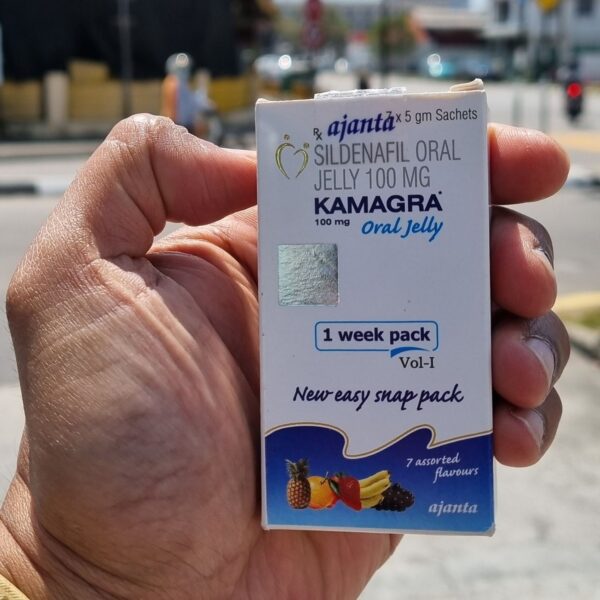 ℞ ajanta 7 x 5 gm Sachets
SILDENAFIL ORAL
JELLY 100 MG
KAMAGRA®
100 mg Oral Jelly
1 week pack
Vol-I
New easy snap pack
7 assorted
flavours
ajanta